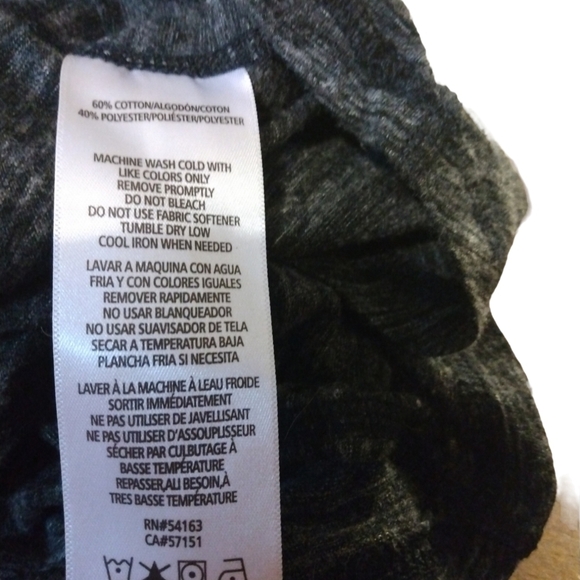 60% COTTON/ALGODÓN/COTON
40% POLYESTER/POLIÉSTER/POLYESTER
MACHINE WASH COLD WITH
LIKE COLORS ONLY
REMOVE PROMPTLY
DO NOT BLEACH
DO NOT USE FABRIC SOFTENER
TUMBLE DRY LOW
COOL IRON WHEN NEEDED
LAVAR A MAQUINA CON AGUA
FRIA Y CON COLORES IGUALES
REMOVER RAPIDAMENTE
NO USAR BLANQUEADOR
NO USAR SUAVISADOR DE TELA
SECAR A TEMPERATURA BAJA
PLANCHA FRIA SI NECESITA
LAVER À LA MACHINE À LEAU FROIDE
SORTIR IMMÉDIATEMENT
NE PAS UTILISER DE JAVELLISANT
NE PAS UTILISER D'ASSOUPLISSEUR
SÉCHER PAR CULBUTAGE À
BASSE TEMPÉRATURE
REPASSER,ALI BESOIN,À
TRES BASSE TEMPÉRATURE
RN#54163
CA#57151